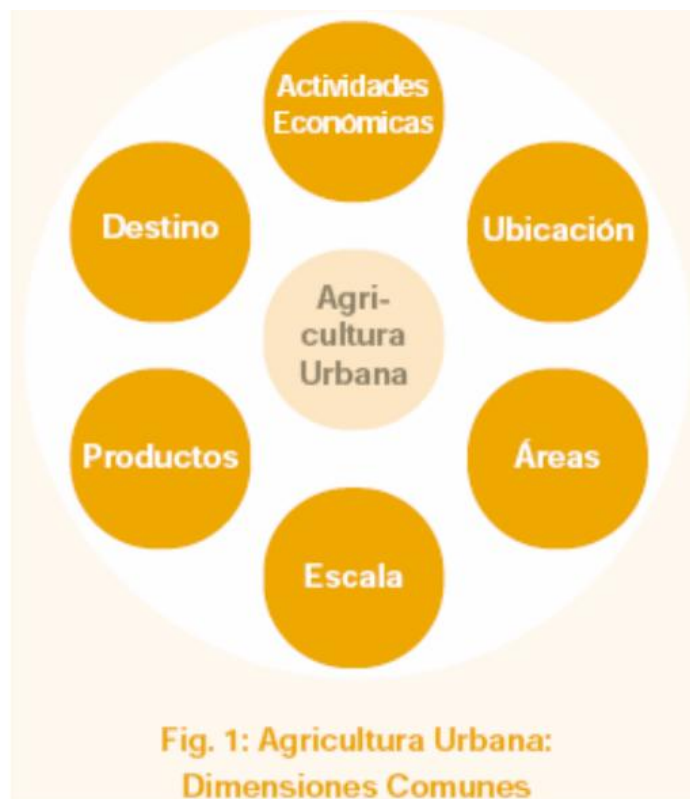 Actividades
Económicas
Destino
Ubicación
Agri-
cultura
Urbana
Productos
Áreas
Escala
Fig. 1: Agricultura Urbana:
Dimensiones Comunes